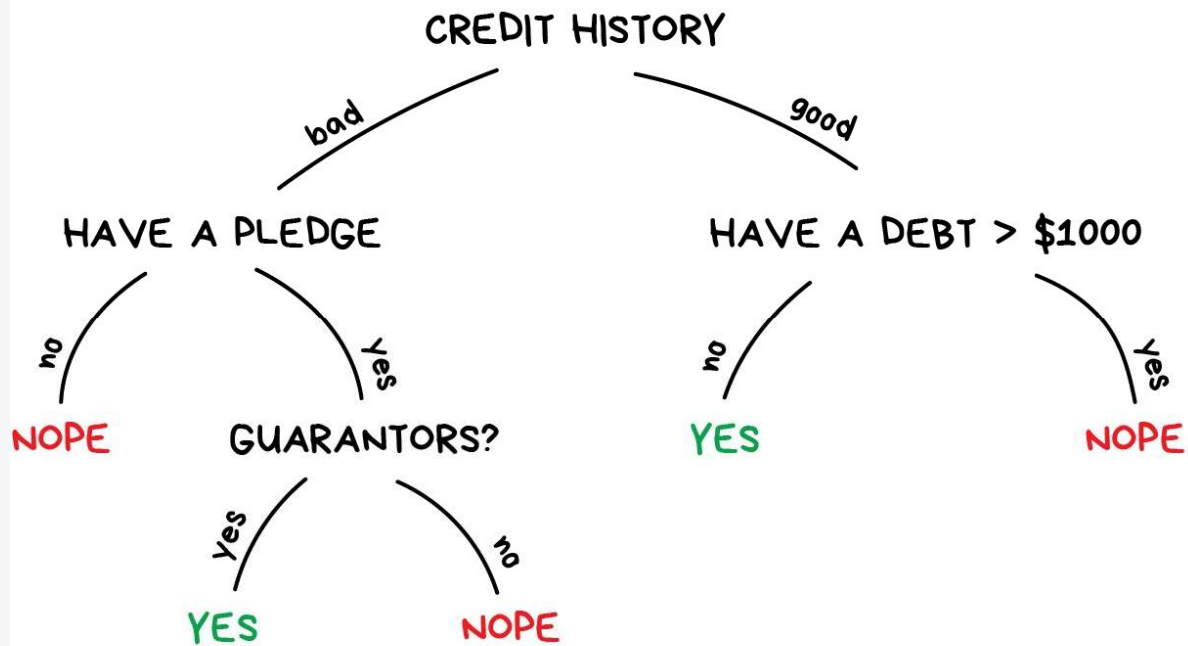 CREDIT HISTORY
bad
good
HAVE A PLEDGE
HAVE A DEBT > $1000
no
yes
no
yes
NOPE
GUARANTORS?
YES
NOPE
yes
no
YES
NOPE